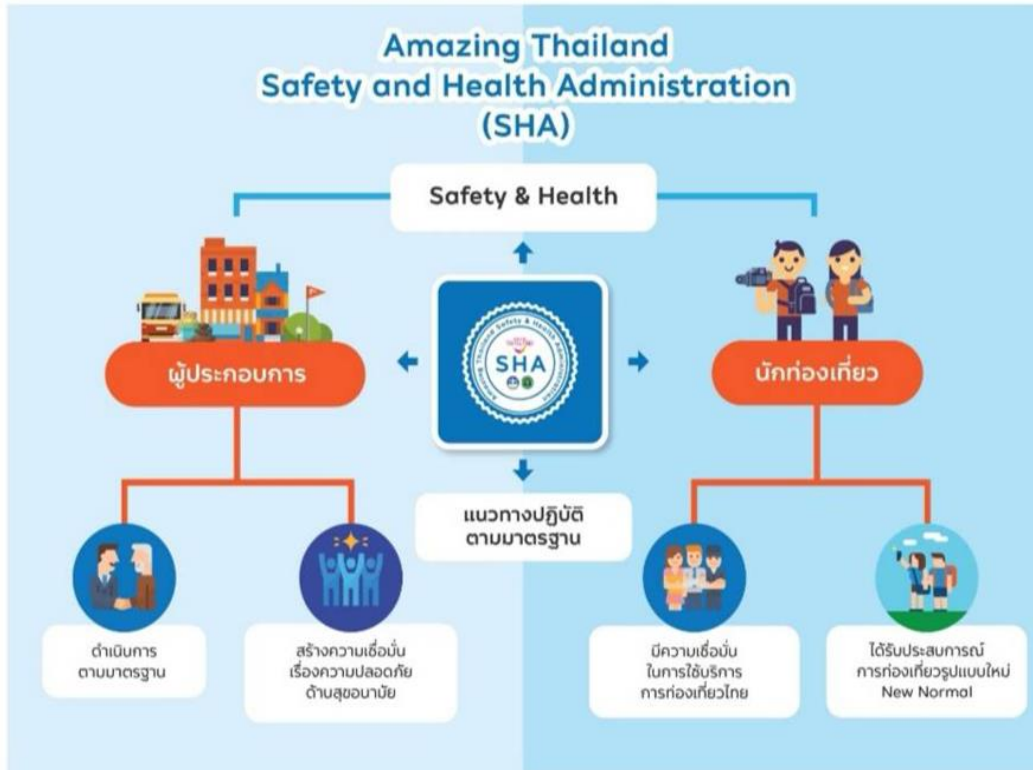 Amazing Thailand
Safety and Health Administration
(SHA)
Safety & Health
Amazing Thailand Safety & Health Administration
SHA
ผู้ประกอบการ
นักท่องเที่ยว
แนวทางปฏิบัติ
ตามมาตรฐาน
ดำเนินการ
ตามมาตรฐาน
สร้างความเชื่อมั่น
เรื่องความปลอดภัย
ด้านสุขอนามัย
มีความเชื่อมั่น
ในการใช้บริการ
การท่องเที่ยวไทย
ได้รับประสบการณ์
การท่องเที่ยวรูปแบบใหม่
New Normal